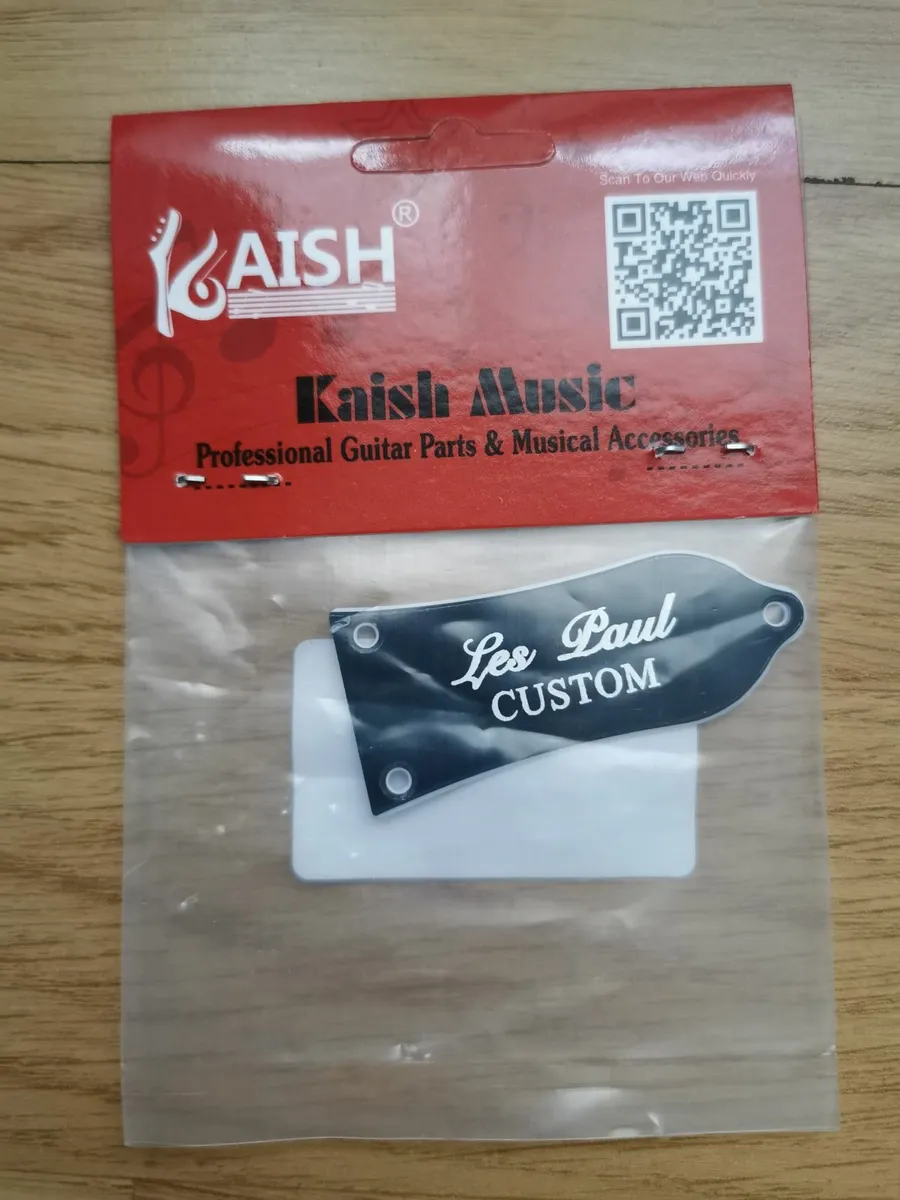 Scan To Our Web Quickly
KAISH®
Kaish Music
Professional Guitar Parts & Musical Accessories
Les Paul
CUSTOM